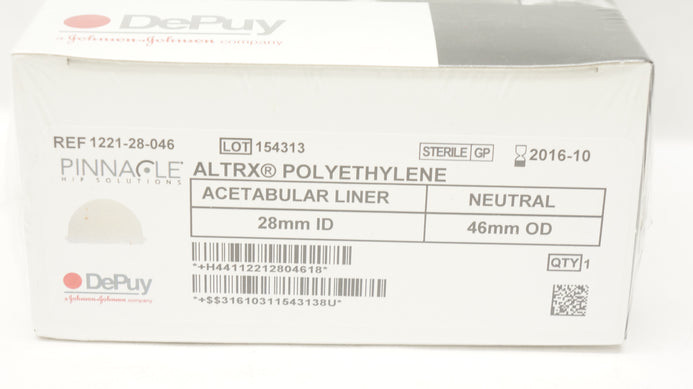 DePuy
a Johnson & Johnson company
REF 1221-28-046 LOT 154313 STERILE GP 2016-10
PINNACLE® ALTRX® POLYETHYLENE
HIP SOLUTIONS
ACETABULAR LINER NEUTRAL
28mm ID 46mm OD
*+H44112212804618*
QTY 1
DePuy
a Johnson & Johnson company
*+$$31610311543138U*